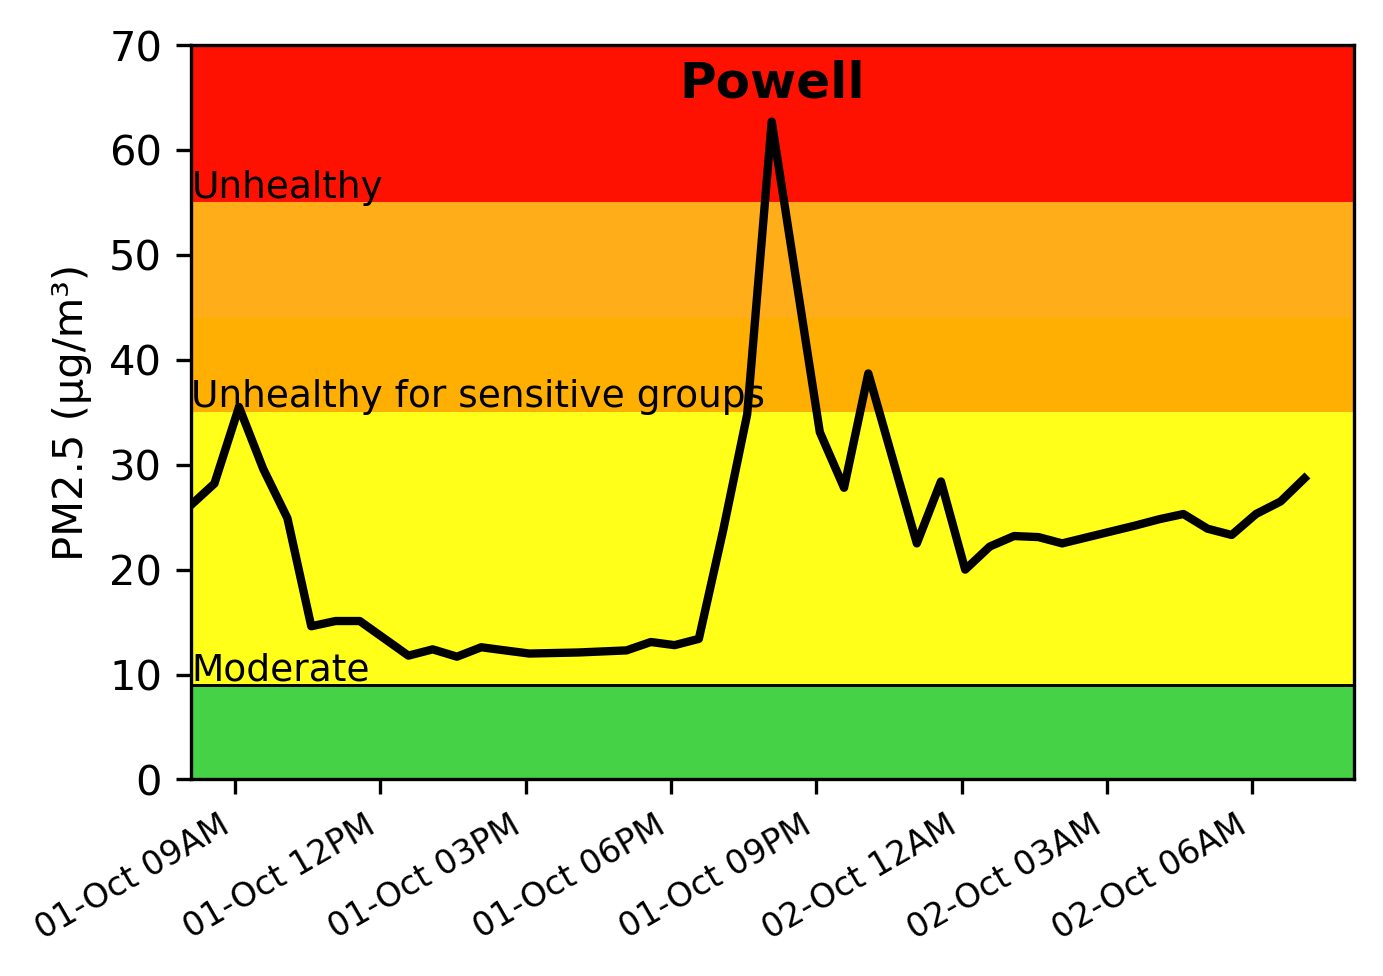 Powell
70
60
50
40
30
20
10
0
PM2.5 (µg/m³)
Unhealthy
Unhealthy for sensitive groups
Moderate
01-Oct 09AM
01-Oct 12PM
01-Oct 03PM
01-Oct 06PM
01-Oct 09PM
02-Oct 12AM
02-Oct 03AM
02-Oct 06AM